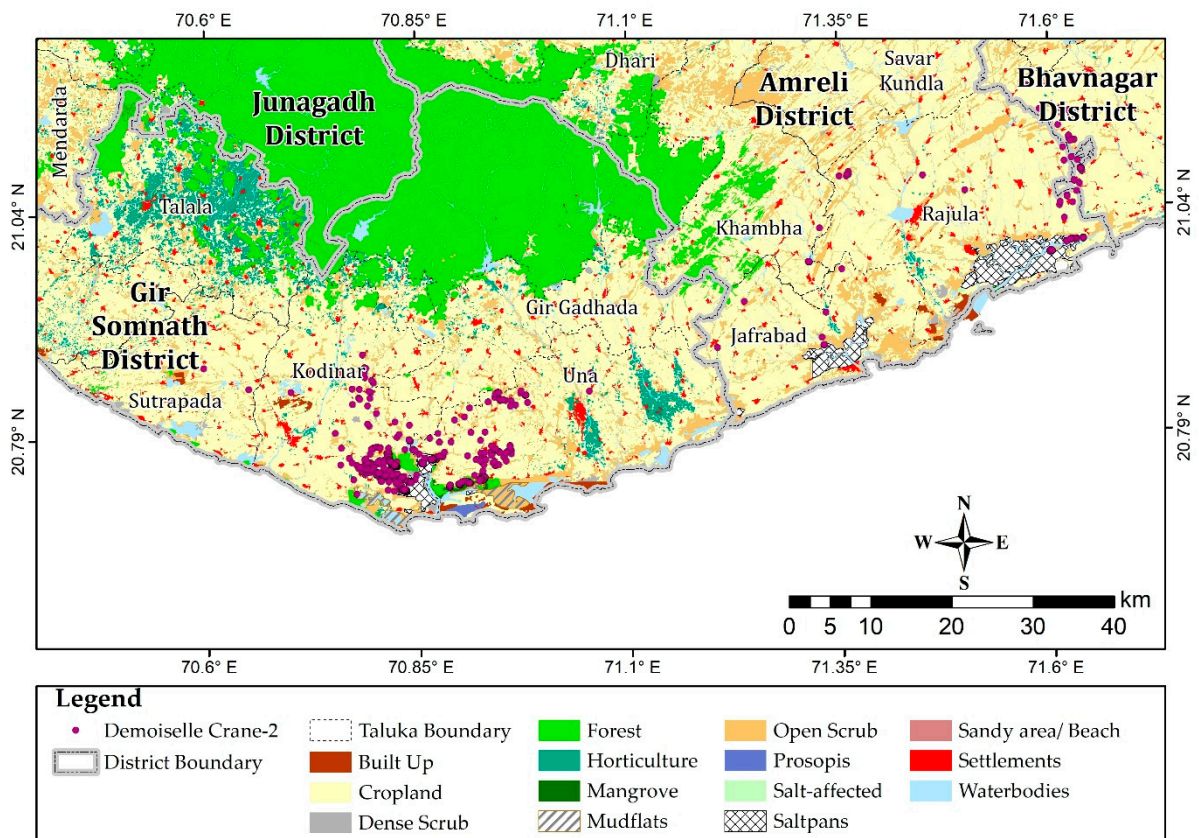 70.6° E 70.85° E 71.1° E 71.35° E 71.6° E
21.04° N
20.79° N
21.04° N
20.79° N
Mendarda
Junagadh
District
Dhari
Amreli
District
Savar
Kundla
Bhavnagar
District
Talala
Khambha
Rajula
Gir
Somnath
District
Gir Gadhada
Jafrabad
Kodinar
Una
Sutrapada
N
W E
S
km
0 5 10 20 30 40
70.6° E 70.85° E 71.1° E 71.35° E 71.6° E
Legend
Demoiselle Crane-2
District Boundary
Taluka Boundary
Built Up
Cropland
Dense Scrub
Forest
Horticulture
Mangrove
Mudflats
Open Scrub
Prosopis
Salt-affected
Saltpans
Sandy area/ Beach
Settlements
Waterbodies